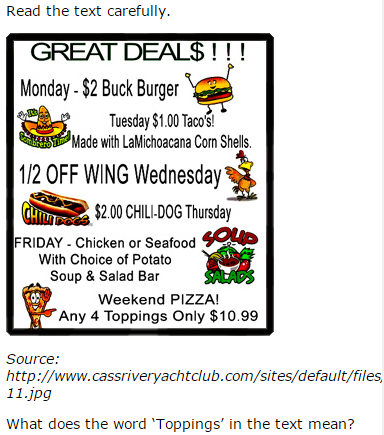 Read the text carefully.
GREAT DEAL$ ! ! !
Monday - $2 Buck Burger
It's
Sombrero Time!
Tuesday $1.00 Taco's!
Made with LaMichoacana Corn Shells.
1/2 OFF WING Wednesday
CHILI DOGS
$2.00 CHILI-DOG Thursday
FRIDAY - Chicken or Seafood
With Choice of Potato
Soup & Salad Bar
SOUP
SALADS
Weekend PIZZA!
Any 4 Toppings Only $10.99
Source:
http://www.cassriveryachtclub.com/sites/default/files/
11.jpg
What does the word ‘Toppings’ in the text mean?